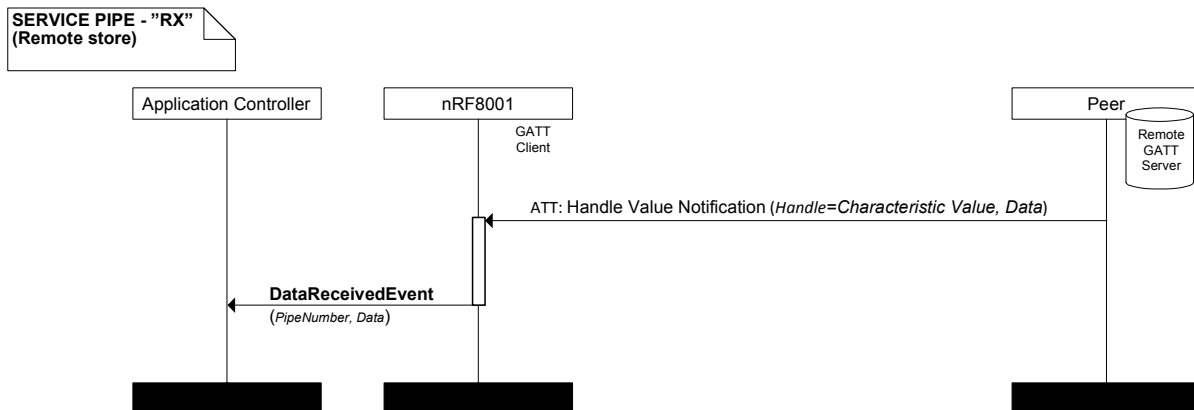 SERVICE PIPE - ”RX”
(Remote store)
Application Controller
nRF8001
Peer
GATT
Client
Remote
GATT
Server
ATT: Handle Value Notification (Handle=Characteristic Value, Data)
DataReceivedEvent
(PipeNumber, Data)